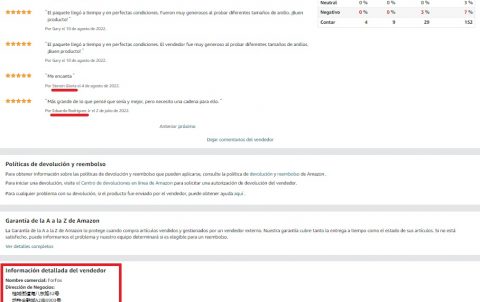 Neutral 0 % 0 % 0 % 3 %
Negativo 0 % 0 % 3 % 7 %
Contar 4 9 29 152
"El paquete llegó a tiempo y en perfectas condiciones. Fueron muy generosos al probar diferentes tamaños de anillo. ¡Buen
producto!"
Por Gary el 10 de agosto de 2022.
"El paquete llegó a tiempo y en perfectas condiciones. El vendedor fue muy generoso al probar diferentes tamaños de anillos.
¡Buen producto!"
Por Gary el 10 de agosto de 2022.
"Me encanta"
Por el 4 de agosto de 2022.
"Más grande de lo que pensé que sería y mejor, pero necesito una cadena para ello."
Por Eduardo Rodríguez Jr el 2 de julio de 2022.
Anterior próximo
Dejar comentarios del vendedor
Políticas de devolución y reembolso
Para obtener información sobre las políticas de devolución y reembolso que pueden aplicarse, consulte la política de devolución y reembolso de Amazon.
Para iniciar una devolución, visite el Centro de devoluciones en línea de Amazon para solicitar una autorización de devolución del vendedor.
Para cualquier problema con su devolución, si el producto fue enviado por el vendedor, puede obtener ayuda aquí .
Garantía de la A a la Z de Amazon
La Garantía de la A a la Z de Amazon lo protege cuando compra artículos vendidos y gestionados por un vendedor externo. Nuestra garantía cubre tanto la entrega a tiempo como el estado de sus artículos. Si no está
satisfecho, puede informarnos el problema y nuestro equipo determinará si es elegible para un reembolso.
Ver detalles completos
Información detallada del vendedor
Nombre comercial: ForFox
Dirección de Negocios: